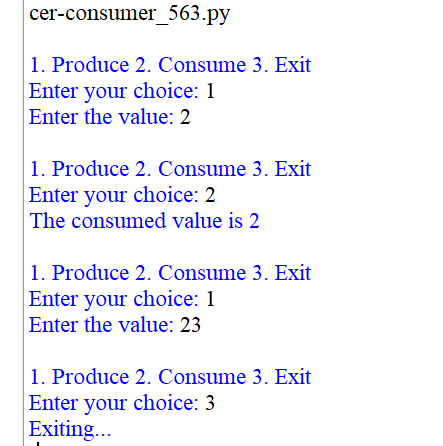 cer-consumer_563.py
1. Produce 2. Consume 3. Exit
Enter your choice: 1
Enter the value: 2
1. Produce 2. Consume 3. Exit
Enter your choice: 2
The consumed value is 2
1. Produce 2. Consume 3. Exit
Enter your choice: 1
Enter the value: 23
1. Produce 2. Consume 3. Exit
Enter your choice: 3
Exiting...